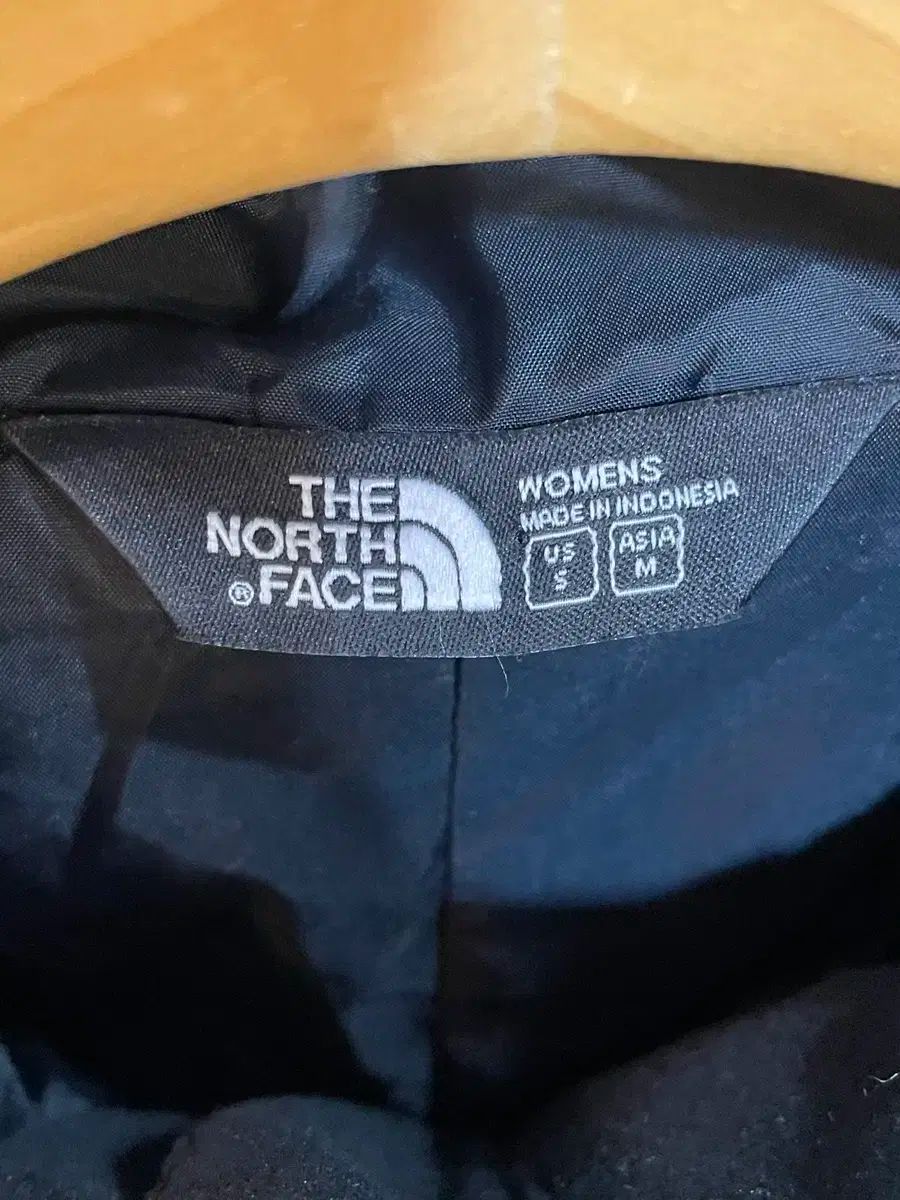 THE
NORTH
® FACE
WOMENS
MADE IN INDONESIA
US
S
ASIA
M